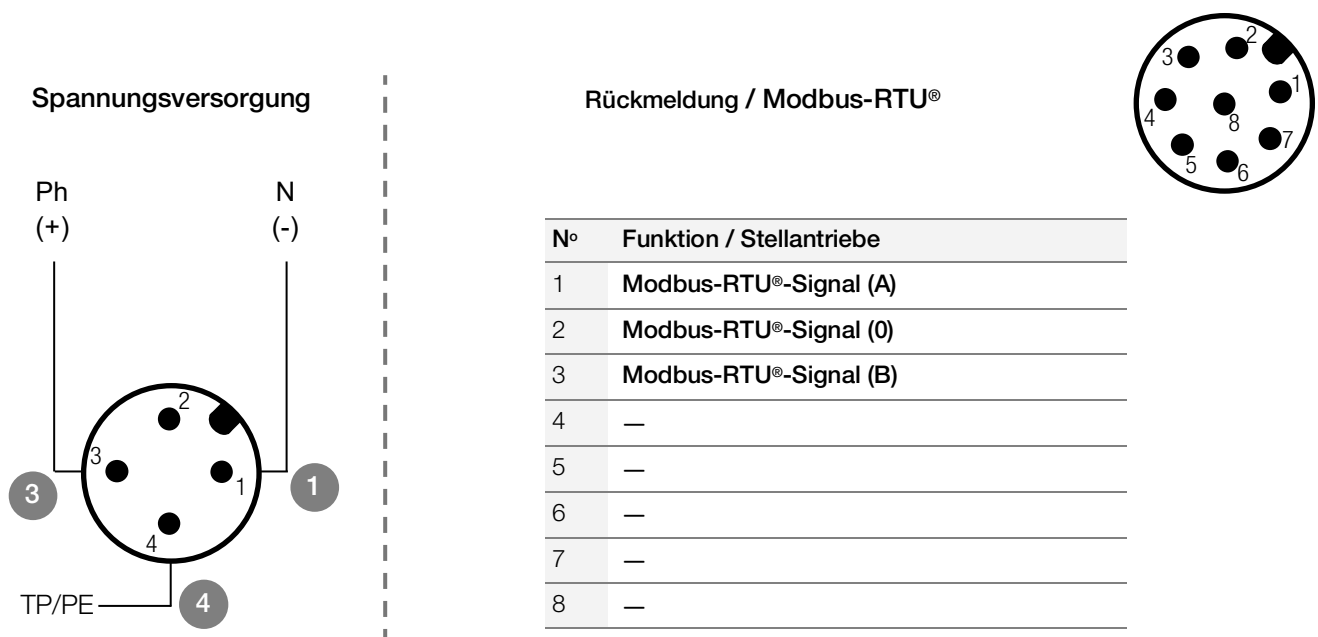 Spannungsversorgung
Ph
(+)
N
(-)
2
3
1
4
3
1
TP/PE
4
Rückmeldung / Modbus-RTU®
2
3
1
4
8
7
5
6
Nº Funktion / Stellantriebe
1 Modbus-RTU®-Signal (A)
2 Modbus-RTU®-Signal (0)
3 Modbus-RTU®-Signal (B)
4 —
5 —
6 —
7 —
8 —